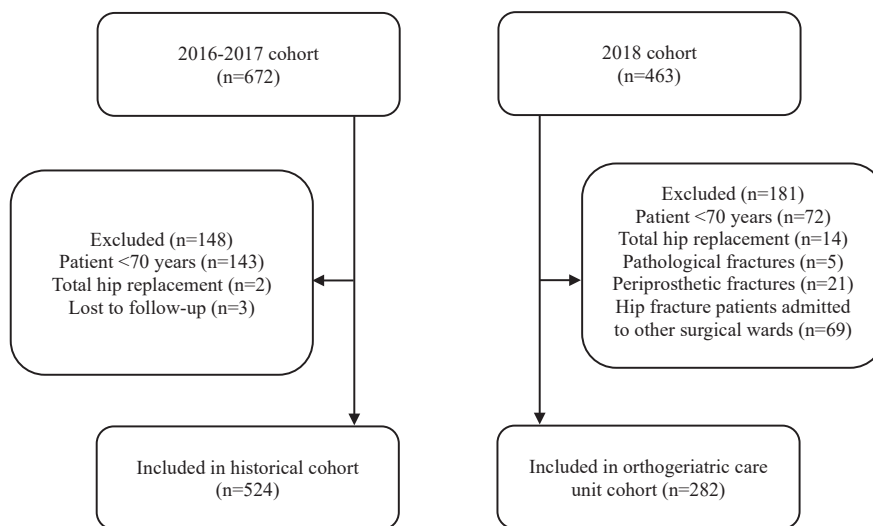 2016-2017 cohort
(n=672)
2018 cohort
(n=463)
Excluded (n=148)
Patient <70 years (n=143)
Total hip replacement (n=2)
Lost to follow-up (n=3)
Excluded (n=181)
Patient <70 years (n=72)
Total hip replacement (n=14)
Pathological fractures (n=5)
Periprosthetic fractures (n=21)
Hip fracture patients admitted
to other surgical wards (n=69)
Included in historical cohort
(n=524)
Included in orthogeriatric care
unit cohort (n=282)